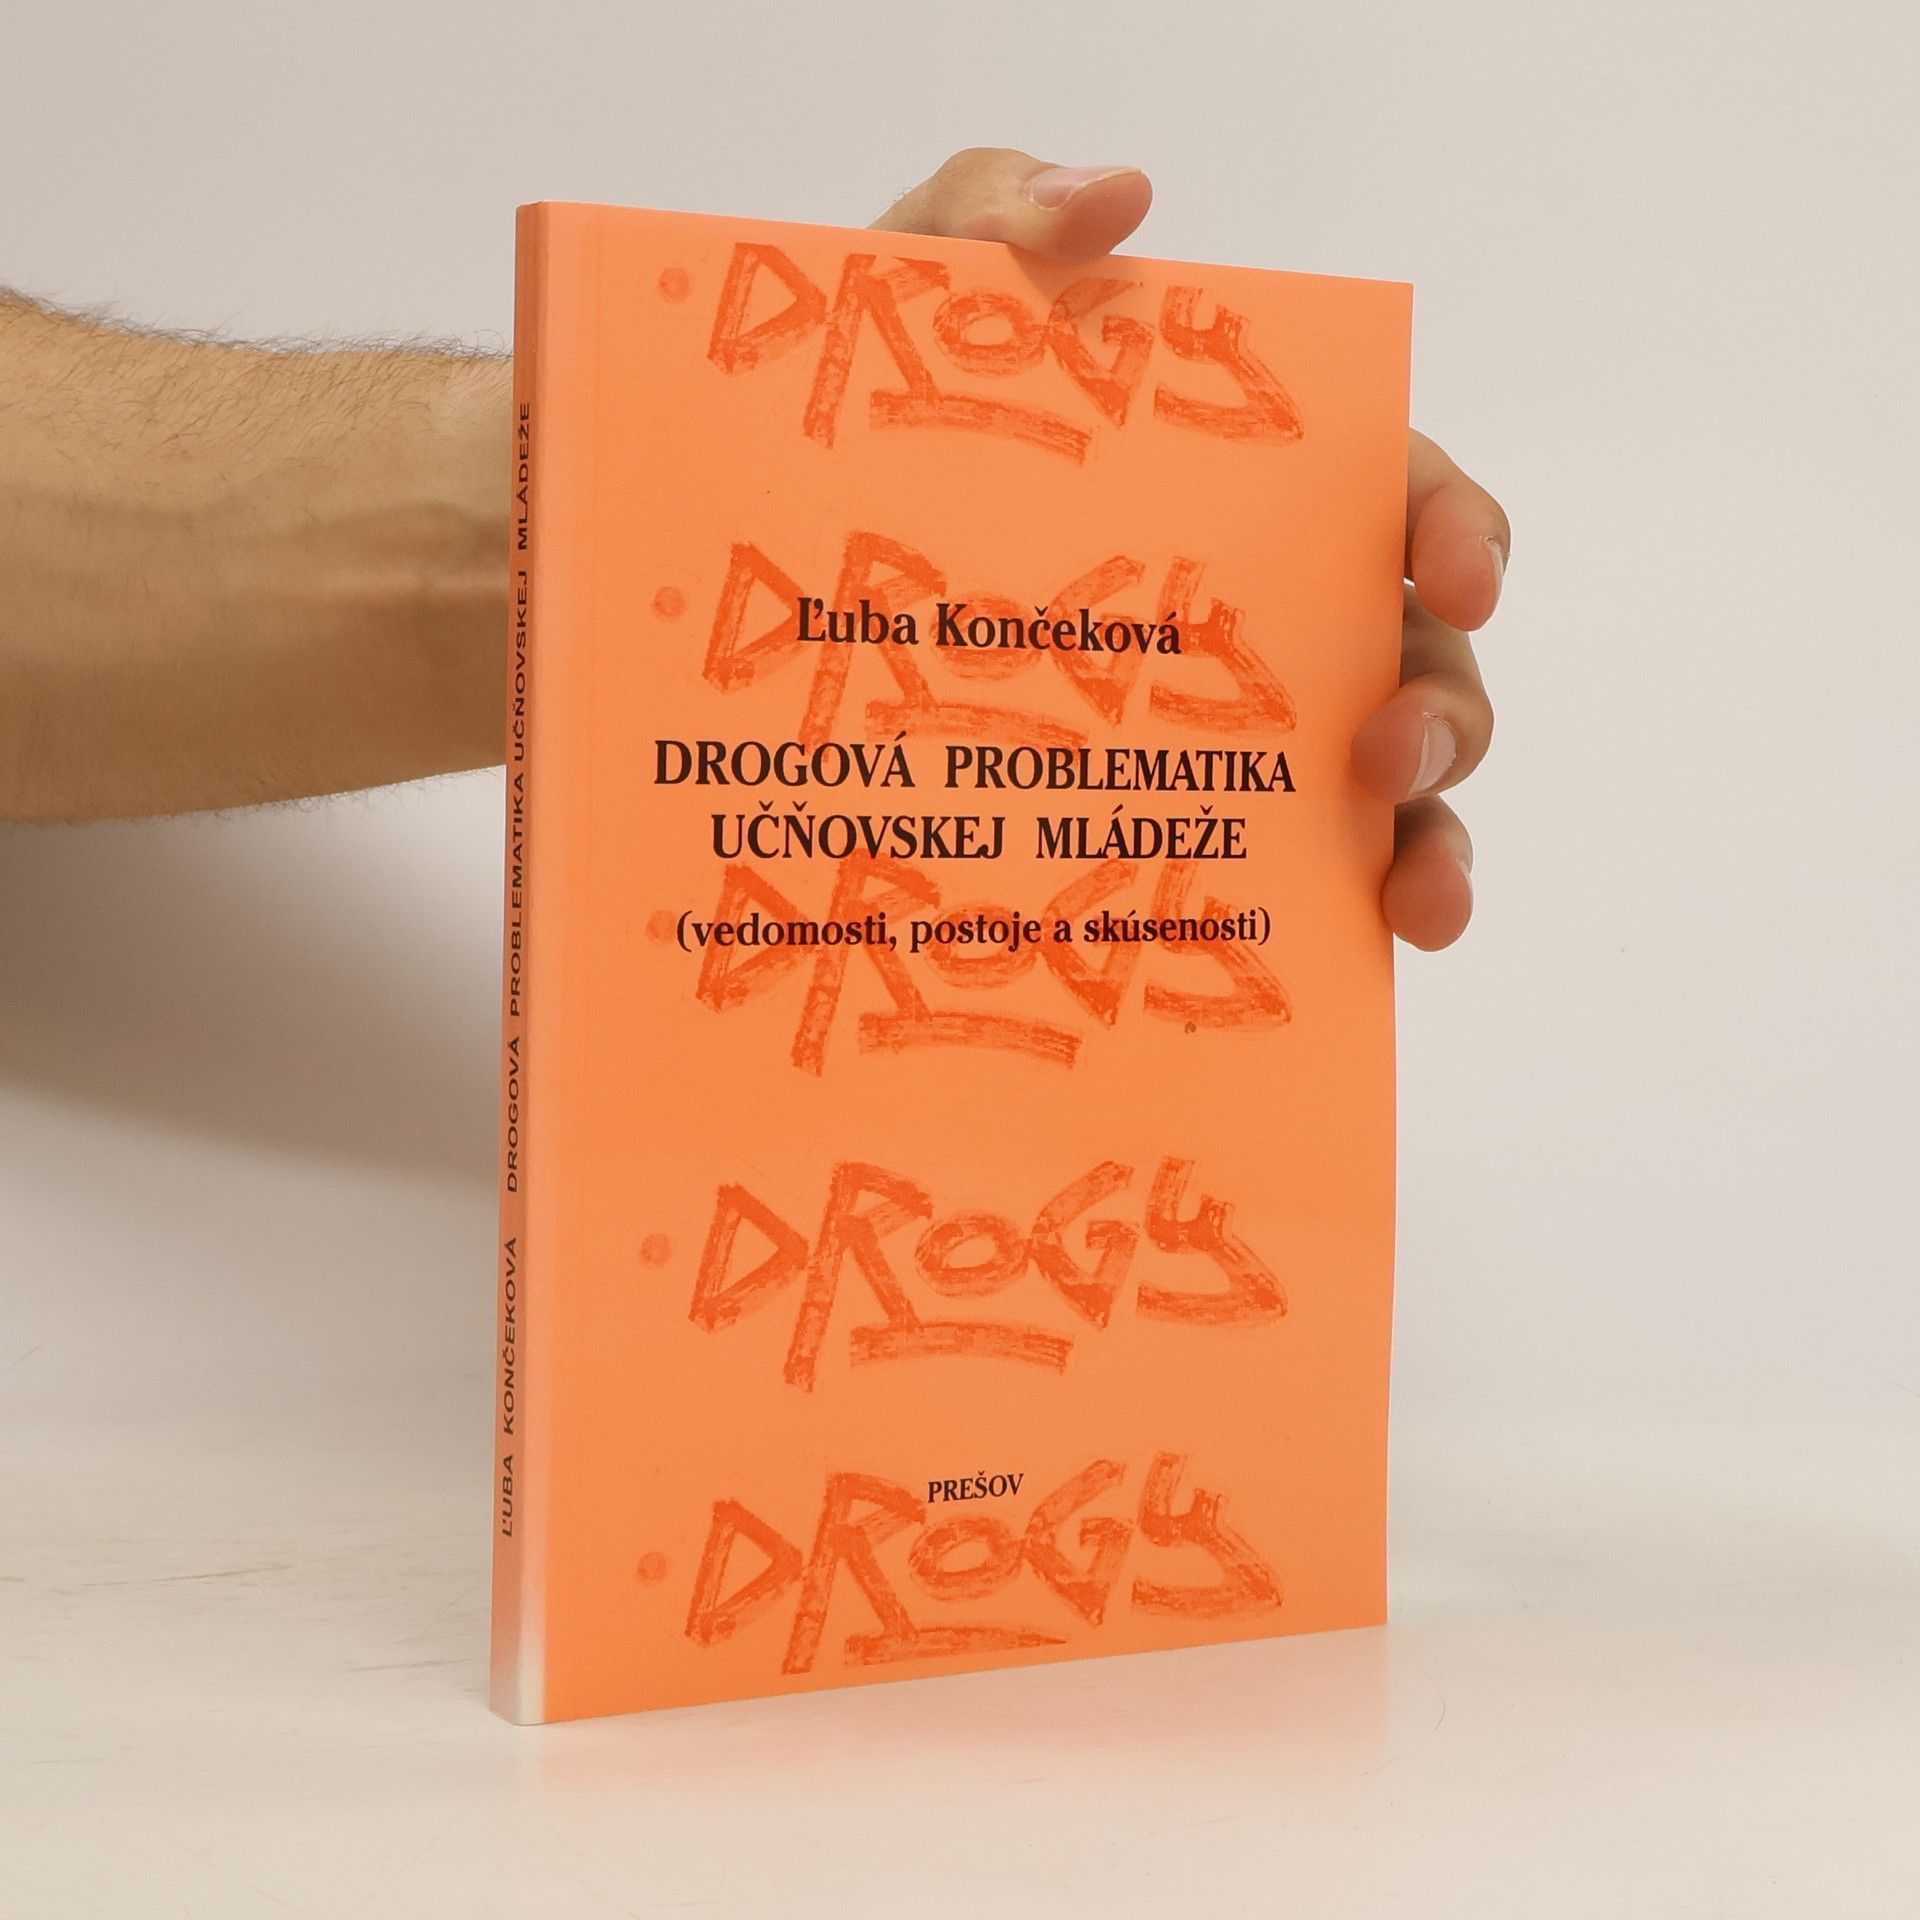 DROGY
DROGY
Ľuba Končeková
DROGOVÁ PROBLEMATIKA
UČŇOVSKEJ MLÁDEŽE
DROGY
(vedomosti, postoje a skúsenosti)
DROGY
PREŠOV
DROGY
ĽUBA KONČEKOVÁ DROGOVÁ PROBLEMATIKA UČŇOVSKEJ MLÁDEŽE